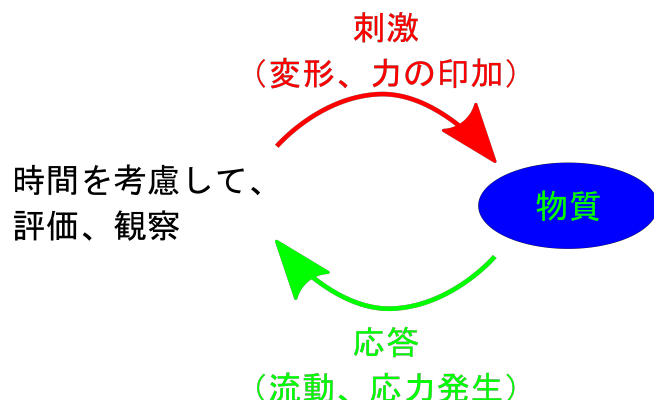 刺激
（変形、力の印加）
時間を考慮して、
評価、観察
物質
応答
（流動、応力発生）